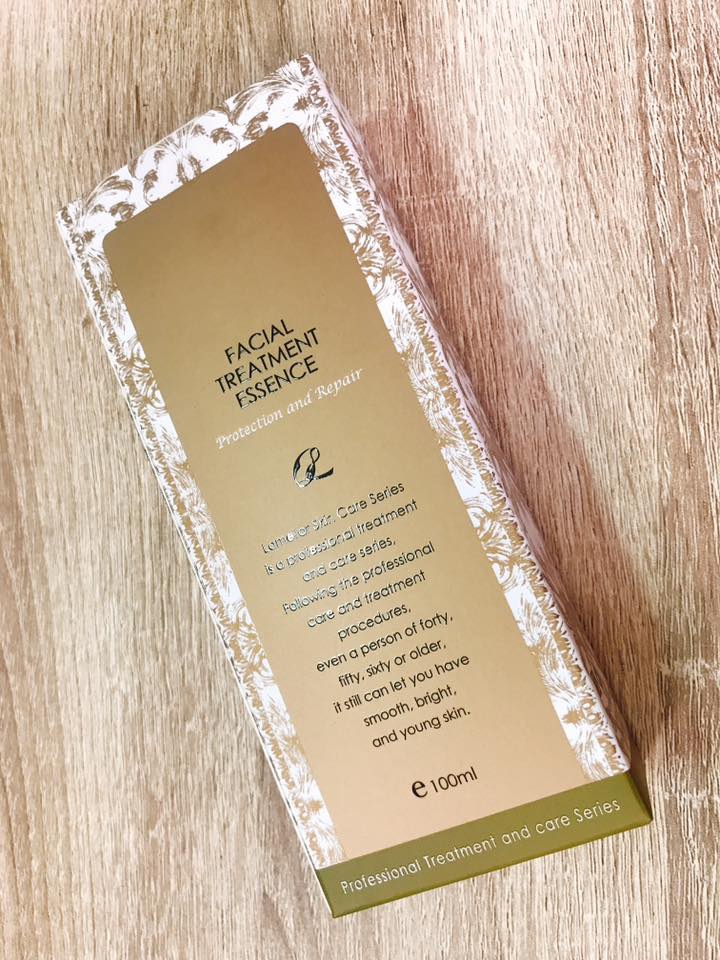 FACIAL
TREATMENT
ESSENCE
Protection and Repair
Lamelor Skin Care Series
is a professional treatment
and care series,
Following the professional
care and treatment
procedures,
even a person of forty,
fifty, sixty or older,
it still can let you have
smooth, bright,
and young skin.
e 100ml
Professional Treatment and care Series